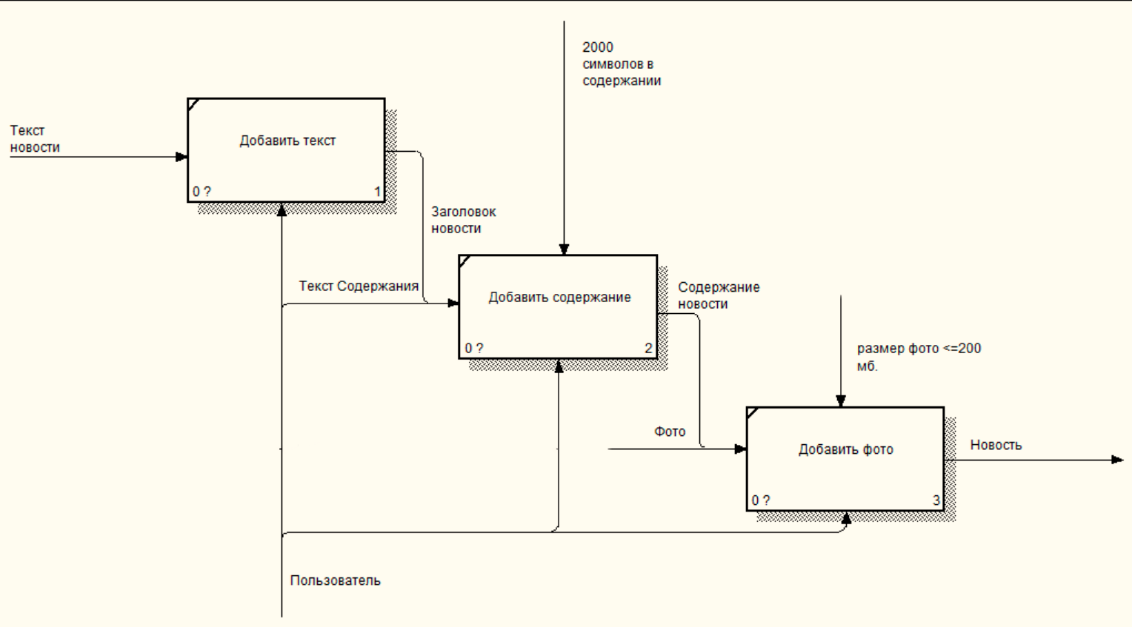 2000
символов в
содержании
Текст
новости
Добавить текст
0 ?
1
Заголовок
новости
Текст Содержания
Добавить содержание
0 ?
2
Содержание
новости
размер фото <=200
мб.
Фото
Добавить фото
0 ?
3
Новость
Пользователь